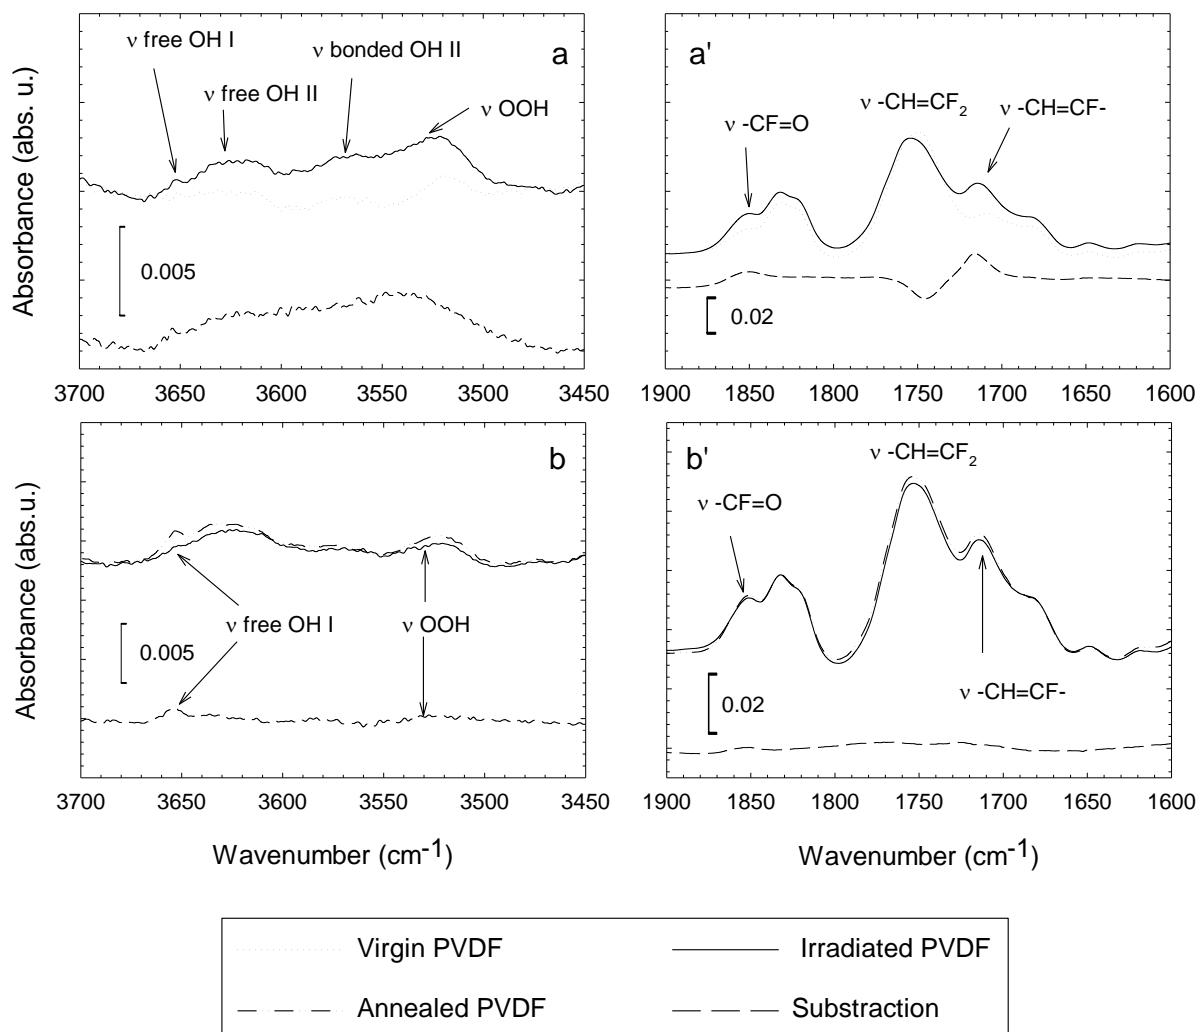 a
ν free OH I
ν bonded OH II
ν free OH II
ν OOH
0.005
Absorbance (abs. u.)
3700 3650 3600 3550 3500 3450
a'
ν -CH=CF2
ν -CH=CF-
ν -CF=O
0.02
1900 1850 1800 1750 1700 1650 1600
b
ν free OH I
ν OOH
0.005
Absorbance (abs.u.)
3700 3650 3600 3550 3500 3450
Wavenumber (cm-1)
b'
ν -CH=CF2
ν -CF=O
ν -CH=CF-
0.02
1900 1850 1800 1750 1700 1650 1600
Wavenumber (cm-1)
Virgin PVDF
Irradiated PVDF
Annealed PVDF
Substraction